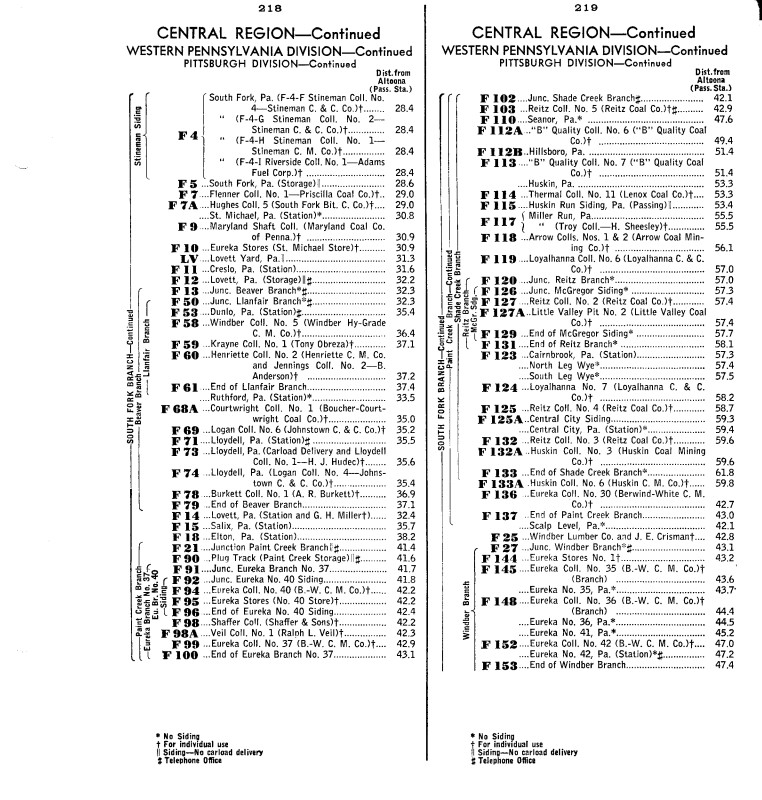 218
CENTRAL REGION—Continued
WESTERN PENNSYLVANIA DIVISION—Continued
PITTSBURGH DIVISION—Continued
Dist. from
Altoona
(Pass. Sta.)
South Fork, Pa. (F-4-F Stineman Coll. No.
4—Stineman C. & C. Co.)†........ 28.4
" (F-4-G Stineman Coll. No. 2—
Stineman C. & C. Co.)† 28.4
F 4 " (F-4-H Stineman Coll. No. 1—
Stineman C. M. Co.)† 28.4
" (F-4-I Riverside Coll. No. 1—Adams
Fuel Corp.)† 28.4
Stineman Siding
F 5 ...South Fork, Pa. (Storage)‖ 28.6
F 7 ...Flenner Coll. No. 1—Priscilla Coal Co.)†.. 29.0
F 7A ...Hughes Coll. 5 (South Fork Bit. C. Co.)†.. 29.0
....St. Michael, Pa. (Station)* 30.8
F 9 ...Maryland Shaft Coll. (Maryland Coal Co.
of Penna.)† 30.9
F 10 ...Eureka Stores (St. Michael Store)† 30.9
LV ...Lovett Yard, Pa.‖ 31.3
F 11 ...Creslo, Pa. (Station) 31.6
F 12 ...Lovett, Pa. (Storage)‖⇵ 32.2
F 13 ...Junc. Beaver Branch*⇵ 32.3
F 50 ...Junc. Llanfair Branch*⇵ 32.3
F 53 ...Dunlo, Pa. (Station)⇵ 35.4
F 58 ...Windber Coll. No. 5 (Windber Hy-Grade
C. M. Co.)† 36.4
F 59 ...Krayne Coll. No. 1 (Tony Obreza)† 37.1
F 60 ...Henriette Coll. No. 2 (Henriette C. M. Co.
and Jennings Coll. No. 2—B.
Anderson)† 37.2
F 61 ...End of Llanfair Branch 37.4
....Ruthford, Pa. (Station)* 33.5
F 68A ...Courtwright Coll. No. 1 (Boucher-Court-
wright Coal Co.)† 35.0
F 69 ...Logan Coll. No. 6 (Johnstown C. & C. Co.)† 35.2
F 71 ...Lloydell, Pa. (Station)⇵ 35.5
F 73 ...Lloydell, Pa. (Carload Delivery and Lloydell
Coll. No. 1—H. J. Hudec)† 35.6
F 74 ...Lloydell, Pa. (Logan Coll. No. 4—Johns-
town C. & C. Co.)† 35.4
F 78 ...Burkett Coll. No. 1 (A. R. Burkett)† 36.9
F 79 ...End of Beaver Branch 37.1
F 14 ...Lovett, Pa. (Station and G. H. Miller†) 32.4
F 15 ...Salix, Pa. (Station) 35.7
F 18 ...Elton, Pa. (Station) 38.2
F 21 ...Junction Paint Creek Branch‖⇵ 41.4
F 90 ...Plug Track (Paint Creek Storage)‖⇵ 41.6
F 91 ...Junc. Eureka Branch No. 37 41.7
F 92 ...Junc. Eureka No. 40 Siding 41.8
F 94 ...Eureka Coll. No. 40 (B.-W. C. M. Co.)† 42.2
F 95 ...Eureka Stores (No. 40 Store)† 42.2
F 96 ...End of Eureka No. 40 Siding 42.4
F 98 ...Shaffer Coll. (Shaffer & Sons)† 42.2
F 98A ...Veil Coll. No. 1 (Ralph L. Veil)† 42.3
F 99 ...Eureka Coll. No. 37 (B.-W. C. M. Co.)† 42.9
F 100 ...End of Eureka Branch No. 37 43.1
SOUTH FORK BRANCH—Continued
Beaver Branch
Llanfair Branch
Paint Creek Branch
Eureka Branch No. 37
Eu. Br. No. 40
Siding
* No Siding
† For individual use
‖ Siding—No carload delivery
⇵ Telephone Office
219
CENTRAL REGION—Continued
WESTERN PENNSYLVANIA DIVISION—Continued
PITTSBURGH DIVISION—Continued
Dist. from
Altoona
(Pass. Sta.)
F 102 ....Junc. Shade Creek Branch⇵ 42.1
F 103 ....Reitz Coll. No. 5 (Reitz Coal Co.)†⇵ 42.9
F 110 ....Seanor, Pa.* 47.6
F 112A .."B" Quality Coll. No. 6 ("B" Quality Coal
Co.)† 49.4
F 112B ..Hillsboro, Pa. 51.4
F 113 ..."B" Quality Coll. No. 7 ("B" Quality Coal
Co.)† 51.4
....Huskin, Pa. 53.3
F 114 ...Thermal Coll. No. 11 (Lenox Coal Co.)† 53.3
F 115 ...Huskin Run Siding, Pa. (Passing)‖ 53.4
F 117 Miller Run, Pa. 55.5
" (Troy Coll.—H. Sheesley)† 55.5
F 118 ...Arrow Colls. Nos. 1 & 2 (Arrow Coal Min-
ing Co.)† 56.1
F 119 ...Loyalhanna Coll. No. 6 (Loyalhanna C. & C.
Co.)† 57.0
F 120 ...Junc. Reitz Branch* 57.0
F 126 ...Junc. McGregor Siding* 57.3
F 127 ...Reitz Coll. No. 2 (Reitz Coal Co.)† 57.4
F 127A ..Little Valley Pit No. 2 (Little Valley Coal
Co.)† 57.4
F 129 ...End of McGregor Siding* 57.7
F 131 ...End of Reitz Branch* 58.1
F 123 ...Cairnbrook, Pa. (Station) 57.3
....North Leg Wye* 57.4
....South Leg Wye* 57.5
F 124 ...Loyalhanna No. 7 (Loyalhanna C. & C.
Co.)† 58.2
F 125 ...Reitz Coll. No. 4 (Reitz Coal Co.)† 58.7
F 125A ..Central City Siding 59.3
....Central City, Pa. (Station)* 59.4
F 132 ...Reitz Coll. No. 3 (Reitz Coal Co.)† 59.6
F 132A ..Huskin Coll. No. 3 (Huskin Coal Mining
Co.)† 59.6
F 133 ...End of Shade Creek Branch* 61.8
F 133A ..Huskin Coll. No. 6 (Huskin C. M. Co.)† 59.8
F 136 ...Eureka Coll. No. 30 (Berwind-White C. M.
Co.)† 42.7
F 137 ...End of Paint Creek Branch 43.0
....Scalp Level, Pa.* 42.1
F 25 ...Windber Lumber Co. and J. E. Crisman† 42.8
F 27 ...Junc. Windber Branch*⇵ 43.1
F 144 ...Eureka Stores No. 1† 43.2
F 145 ...Eureka Coll. No. 35 (B.-W. C. M. Co.)†
(Branch) 43.6
....Eureka No. 35, Pa.* 43.7
F 148 ...Eureka Coll. No. 36 (B.-W. C. M. Co.)†
(Branch) 44.4
....Eureka No. 36, Pa.* 44.5
....Eureka No. 41, Pa.* 45.2
F 152 ...Eureka Coll. No. 42 (B.-W. C. M. Co.)† 47.0
....Eureka No. 42, Pa. (Station)*⇵ 47.2
F 153 ...End of Windber Branch 47.4
SOUTH FORK BRANCH—Continued
Paint Creek Branch—Continued
Shade Creek Branch
Reitz Branch
McGr. Sdg.
Windber Branch
* No Siding
† For individual use
‖ Siding—No carload delivery
⇵ Telephone Office